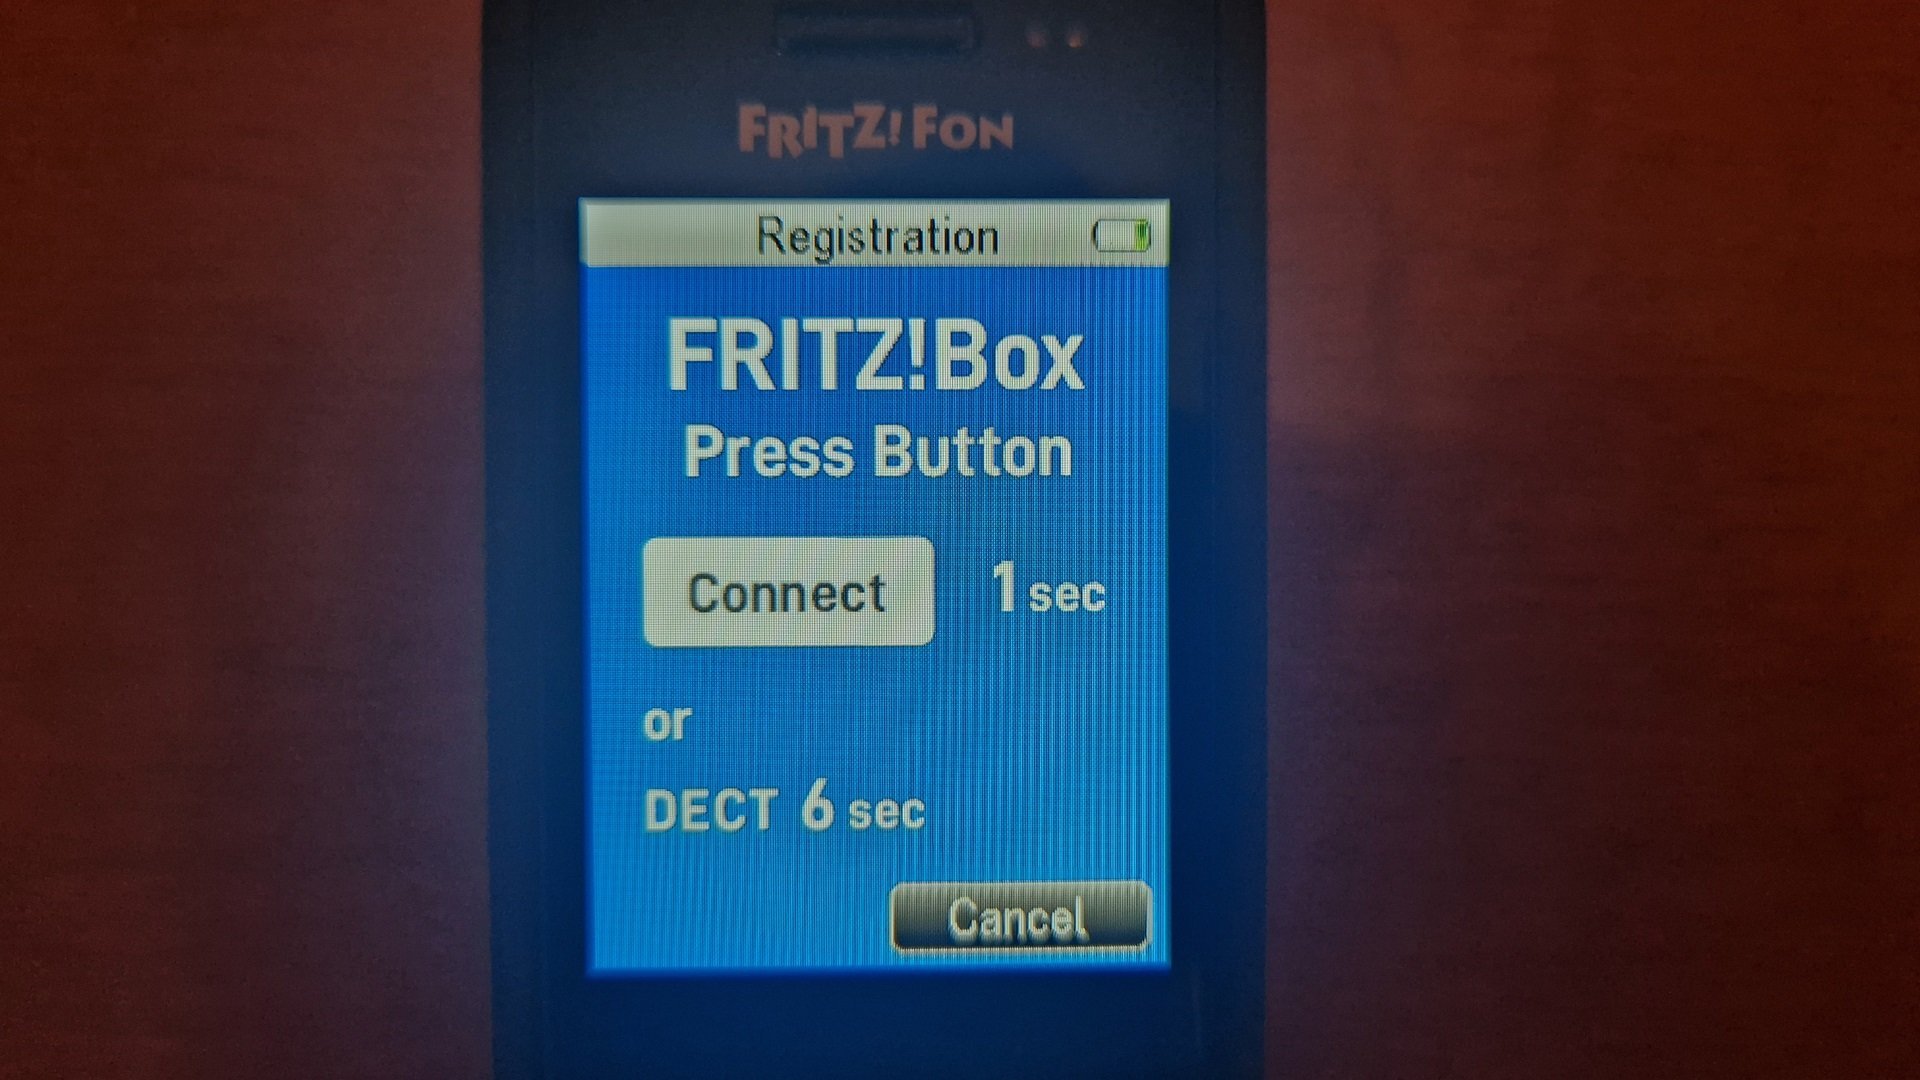 FRITZ! FON
Registration
FRITZ!Box
Press Button
Connect 1 sec
or
DECT 6 sec
Cancel